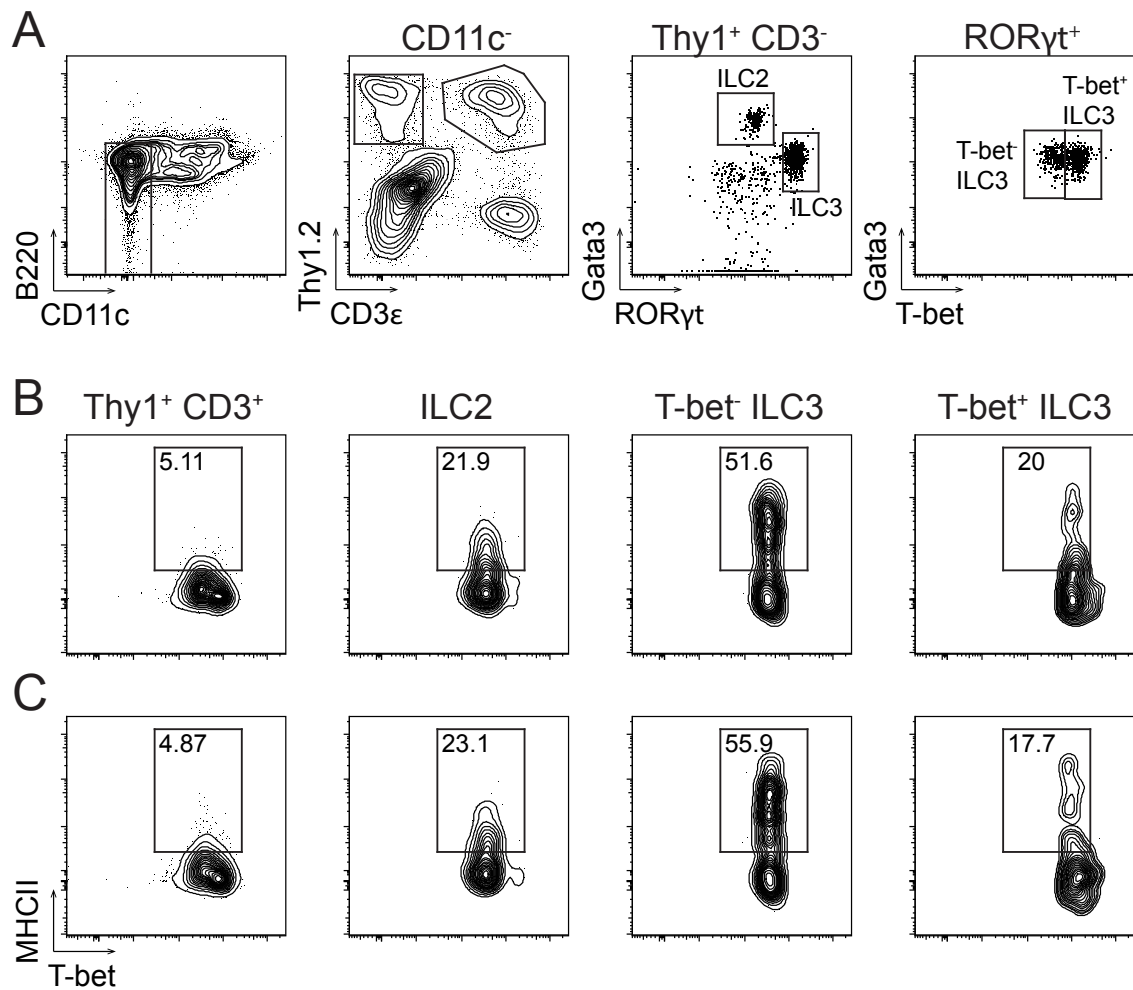 A
CD11c⁻
Thy1⁺ CD3⁻
RORγt⁺
B220
CD11c
Thy1.2
CD3ε
ILC2
ILC3
Gata3
RORγt
T-bet⁺
ILC3
T-bet⁻
ILC3
Gata3
T-bet
B
Thy1⁺ CD3⁺
ILC2
T-bet⁻ ILC3
T-bet⁺ ILC3
5.11
21.9
51.6
20
C
4.87
23.1
55.9
17.7
MHCII
T-bet